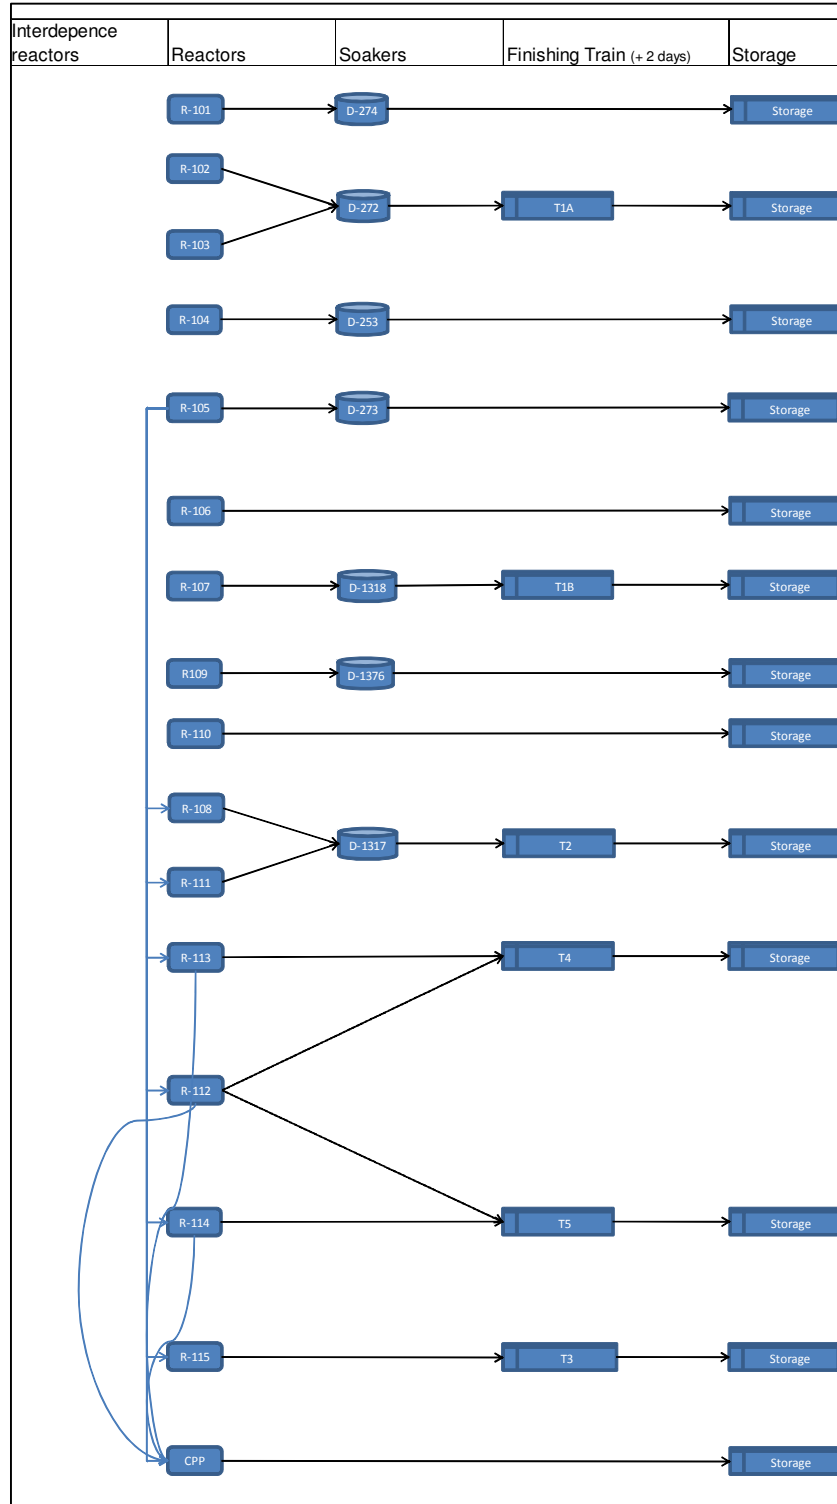 Interdepence
reactors Reactors Soakers Finishing Train (+ 2 days) Storage
R-101 D-274 Storage
R-102
D-272 T1A Storage
R-103
R-104 D-253 Storage
R-105 D-273 Storage
R-106 Storage
R-107 D-1318 T1B Storage
R109 D-1376 Storage
R-110 Storage
R-108
D-1317 T2 Storage
R-111
R-113 T4 Storage
R-112
R-114 T5 Storage
R-115 T3 Storage
CPP Storage